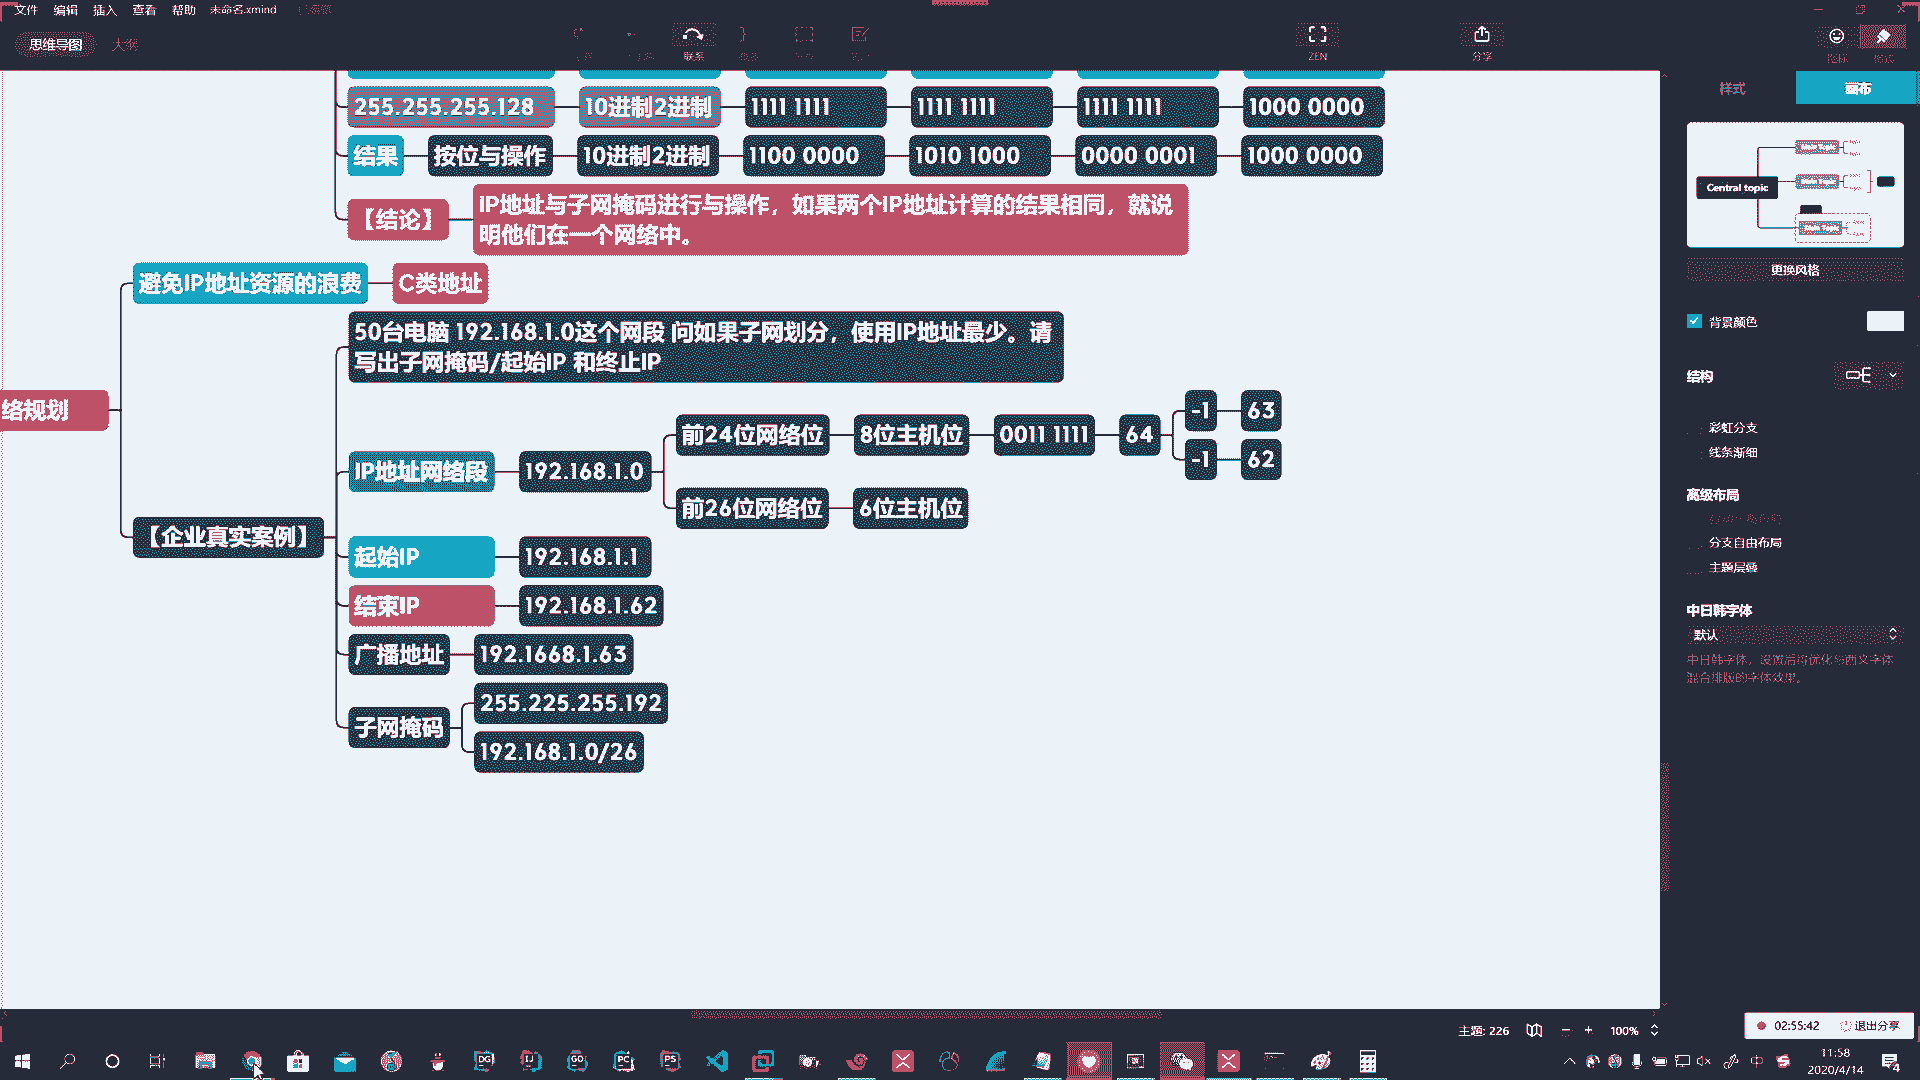 文件 编辑 插入 查看 帮助 未命名.xmind
思维导图 大纲
联系
ZEN
分享
样式 画布
255.255.255.128 10进制2进制 1111 1111 1111 1111 1111 1111 1000 0000
结果 按位与操作 10进制2进制 1100 0000 1010 1000 0000 0001 1000 0000
【结论】 IP地址与子网掩码进行与操作，如果两个IP地址计算的结果相同，就说
明他们在一个网络中。
避免IP地址资源的浪费 C类地址
50台电脑 192.168.1.0这个网段 问如果子网划分，使用IP地址最少。请
写出子网掩码/起始IP 和终止IP
络规划
前24位网络位 8位主机位 0011 1111 64 -1 63
-1 62
IP地址网络段 192.168.1.0
前26位网络位 6位主机位
【企业真实案例】
起始IP 192.168.1.1
结束IP 192.168.1.62
广播地址 192.1668.1.63
子网掩码 255.225.255.192
192.168.1.0/26
Central topic
更换风格
背景颜色
结构
彩虹分支
线条渐细
高级布局
分支自由布局
主题层叠
中日韩字体
默认
中日韩字体，设置后将优化与西文字体
混合排版的字体效果。
主题: 226 100%
02:55:42 退出分享
DG IJ GO PC PS
中
11:58
2020/4/14